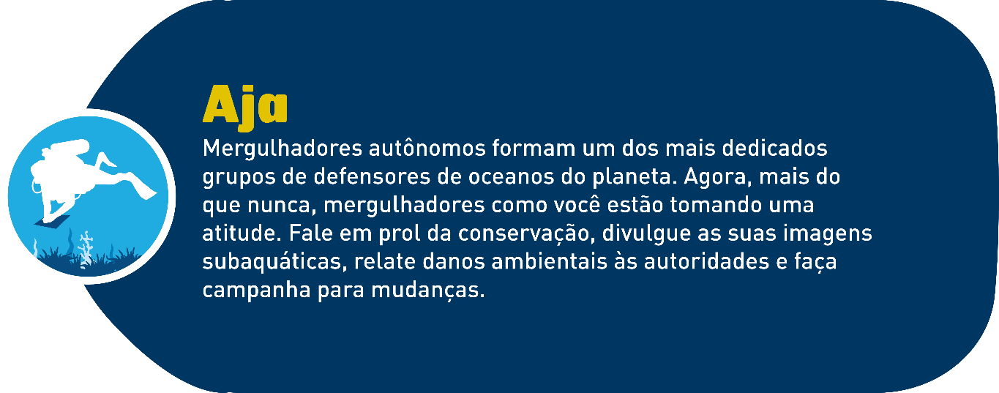 Aja
Mergulhadores autônomos formam um dos mais dedicados
grupos de defensores de oceanos do planeta. Agora, mais do
que nunca, mergulhadores como você estão tomando uma
atitude. Fale em prol da conservação, divulgue as suas imagens
subaquáticas, relate danos ambientais às autoridades e faça
campanha para mudanças.